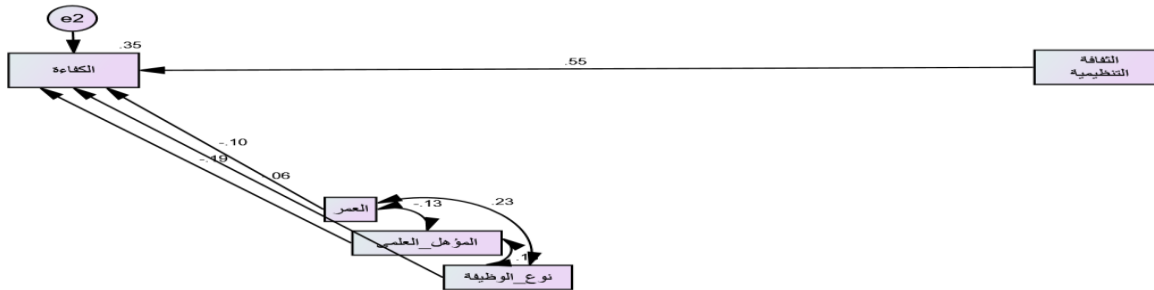 e2
.35
الكفاءة
.55
الثقافة
التنظيمية
-.10
-.19
.06
العمر
-.13
.23
المؤهل_العلمي
نوع_الوظيفة